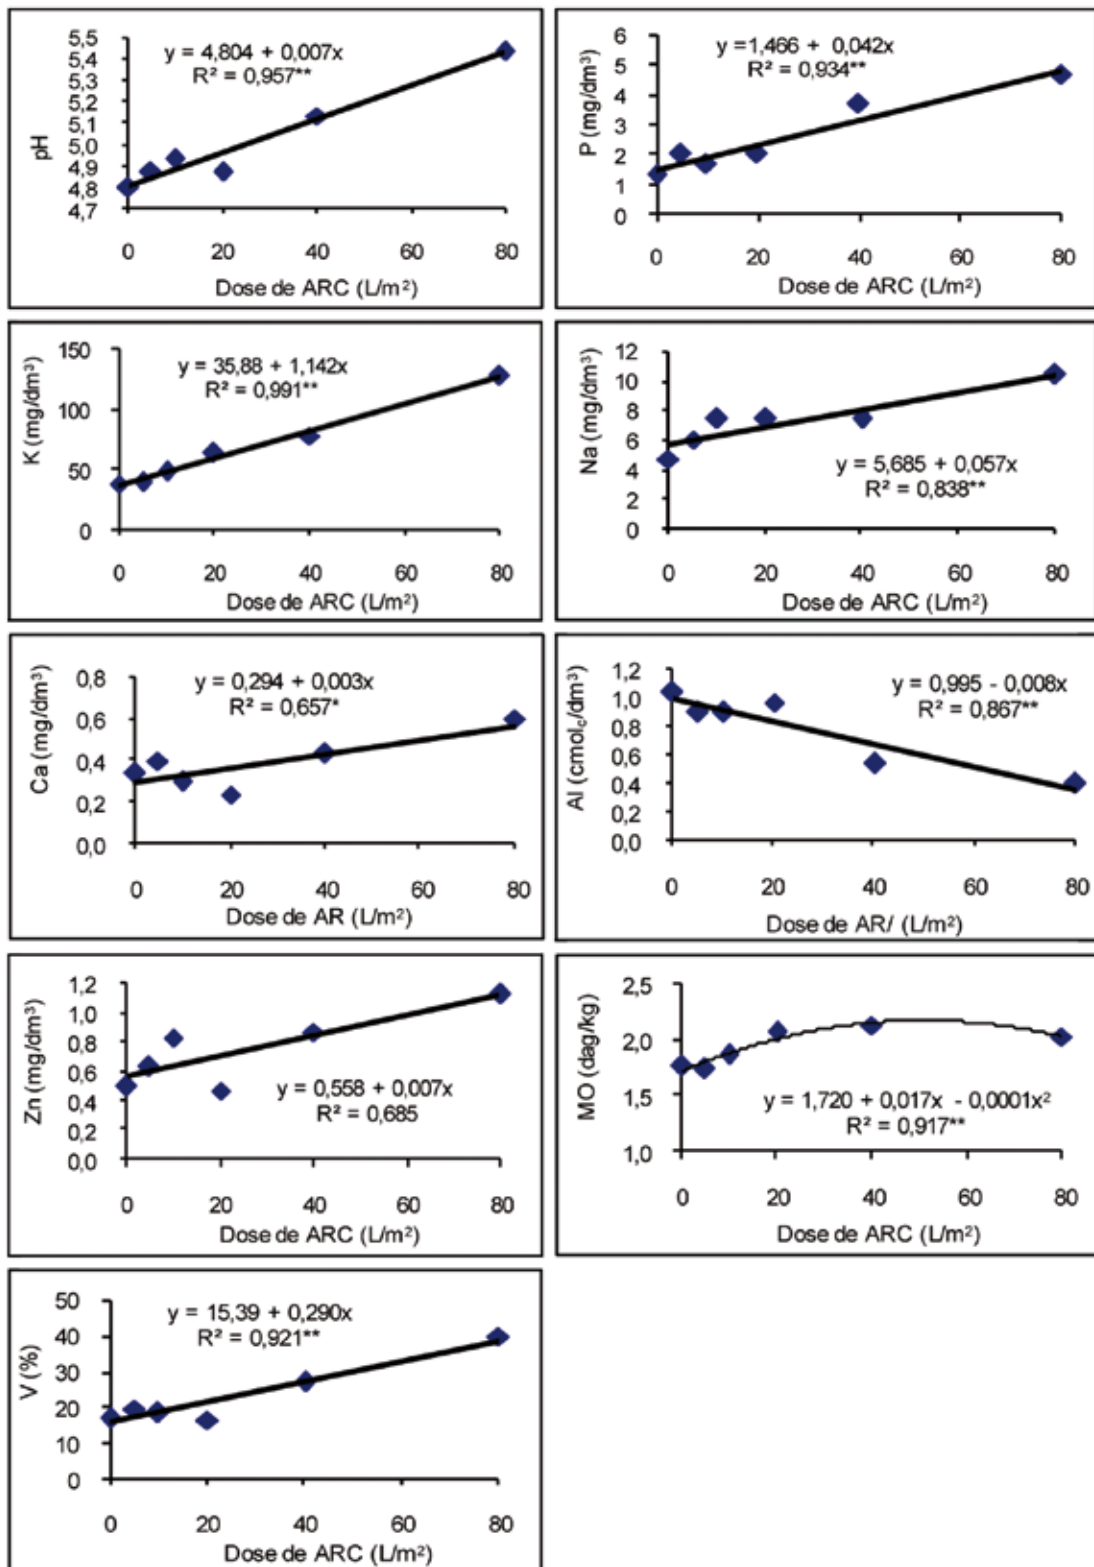 5,5
5,4
5,3
5,2
5,1
5,0
4,9
4,8
4,7
pH
y = 4,804 + 0,007x
R² = 0,957**
0 20 40 60 80
Dose de ARC (L/m²)
6
5
4
3
2
1
0
P (mg/dm³)
y =1,466 + 0,042x
R² = 0,934**
0 20 40 60 80
Dose de ARC (L/m²)
150
100
50
0
K (mg/dm³)
y = 35,88 + 1,142x
R² = 0,991**
0 20 40 60 80
Dose de ARC (L/m²)
12
10
8
6
4
2
0
Na (mg/dm³)
y = 5,685 + 0,057x
R² = 0,838**
0 20 40 60 80
Dose de ARC (L/m²)
0,8
0,6
0,4
0,2
0,0
Ca (mg/dm³)
y = 0,294 + 0,003x
R² = 0,657*
0 20 40 60 80
Dose de AR (L/m²)
1,2
1,0
0,8
0,6
0,4
0,2
0,0
Al (cmolc/dm³)
y = 0,995 - 0,008x
R² = 0,867**
0 20 40 60 80
Dose de AR/ (L/m²)
1,2
1,0
0,8
0,6
0,4
0,2
0,0
Zn (mg/dm³)
y = 0,558 + 0,007x
R² = 0,685
0 20 40 60 80
Dose de ARC (L/m²)
2,5
2,0
1,5
1,0
MO (dag/kg)
y = 1,720 + 0,017x - 0,0001x²
R² = 0,917**
0 20 40 60 80
Dose de ARC (L/m²)
50
40
30
20
10
0
V (%)
y = 15,39 + 0,290x
R² = 0,921**
0 20 40 60 80
Dose de ARC (L/m²)